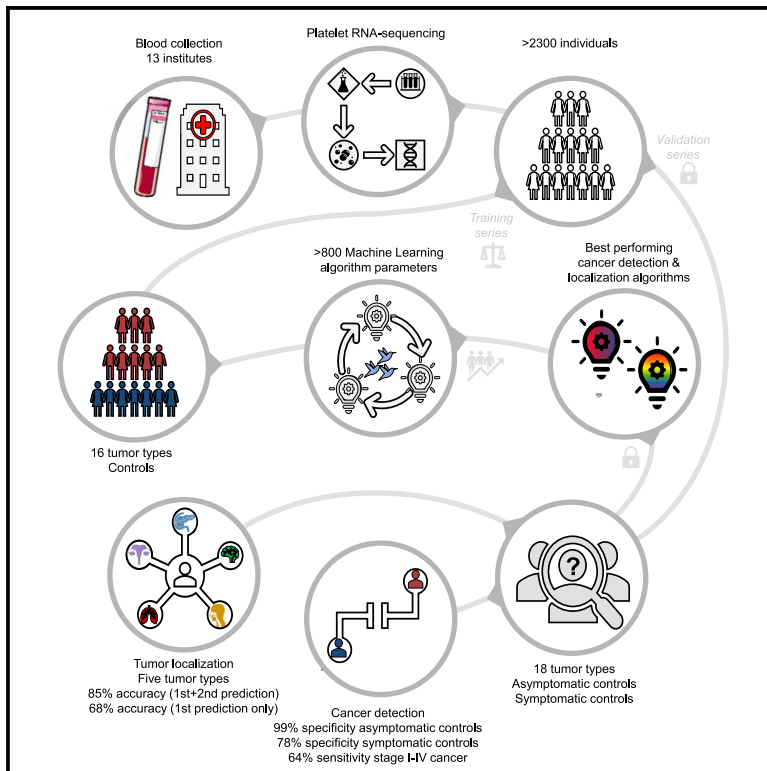 Blood collection
13 institutes
Platelet RNA-sequencing
>2300 individuals
Validation
series
Training
series
>800 Machine Learning
algorithm parameters
Best performing
cancer detection &
localization algorithms
16 tumor types
Controls
?
Tumor localization
Five tumor types
85% accuracy (1st+2nd prediction)
68% accuracy (1st prediction only)
Cancer detection
99% specificity asymptomatic controls
78% specificity symptomatic controls
64% sensitivity stage I-IV cancer
18 tumor types
Asymptomatic controls
Symptomatic controls